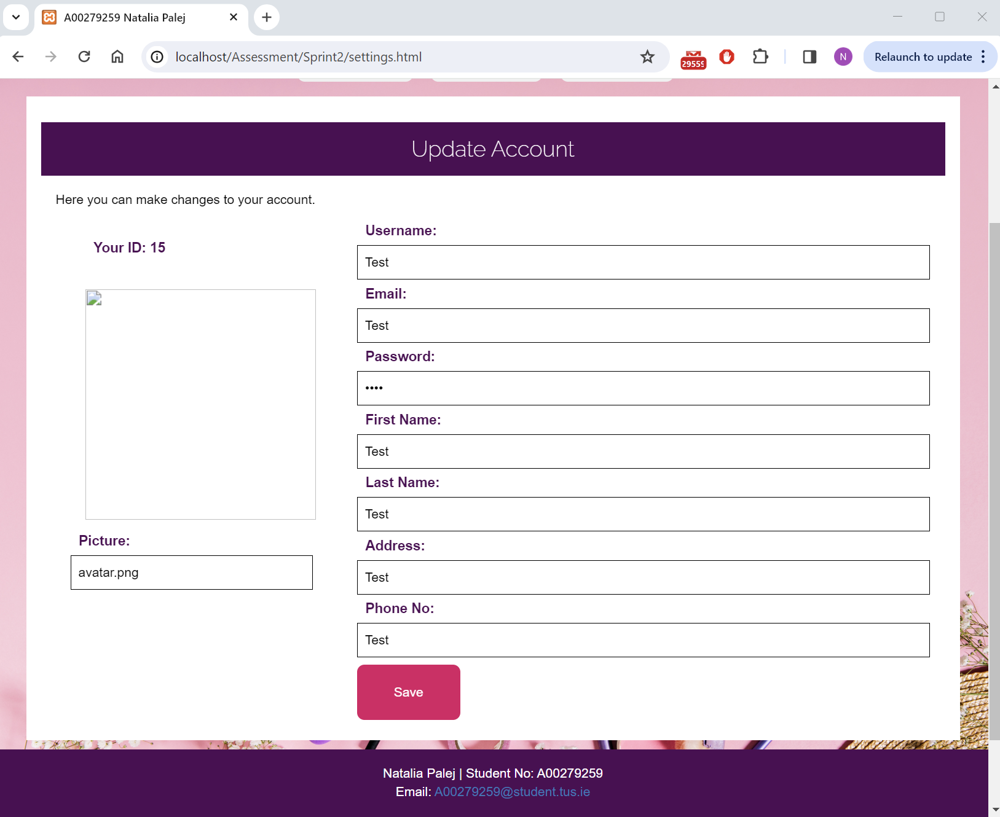 A00279259 Natalia Palej
localhost/Assessment/Sprint2/settings.html
29559
N
Relaunch to update
Update Account
Here you can make changes to your account.
Your ID: 15
Picture:
avatar.png
Username:
Test
Email:
Test
Password:
••••
First Name:
Test
Last Name:
Test
Address:
Test
Phone No:
Test
Save
Natalia Palej | Student No: A00279259
Email: A00279259@student.tus.ie